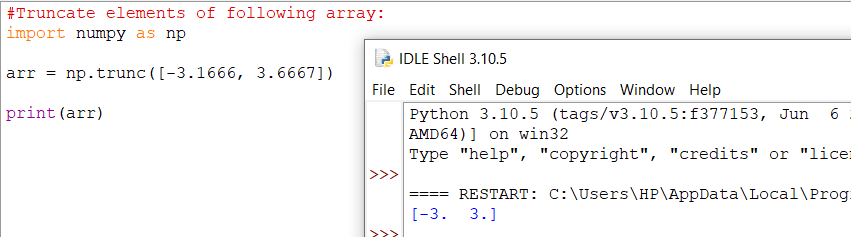 #Truncate elements of following array:
import numpy as np
arr = np.trunc([-3.1666, 3.6667])
print(arr)
IDLE Shell 3.10.5
File Edit Shell Debug Options Window Help
Python 3.10.5 (tags/v3.10.5:f377153, Jun 6
AMD64)] on win32
Type "help", "copyright", "credits" or "licen
>>>
==== RESTART: C:\Users\HP\AppData\Local\Progr
[-3. 3.]
>>>